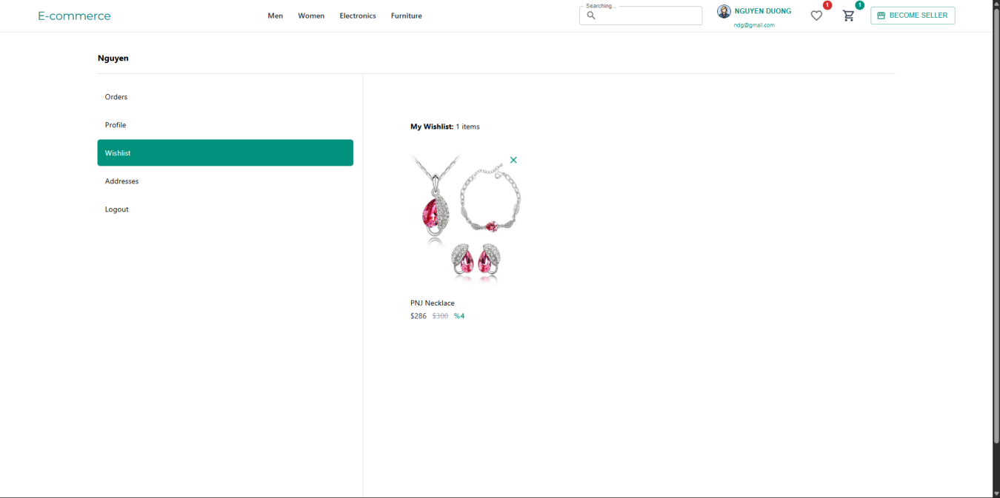 E-commerce
Men
Women
Electronics
Furniture
Searching...
NGUYEN DUONG
ndg@gmail.com
1
1
BECOME SELLER
Nguyen
Orders
Profile
Wishlist
Addresses
Logout
My Wishlist: 1 items
PNJ Necklace
$286 $300 %4